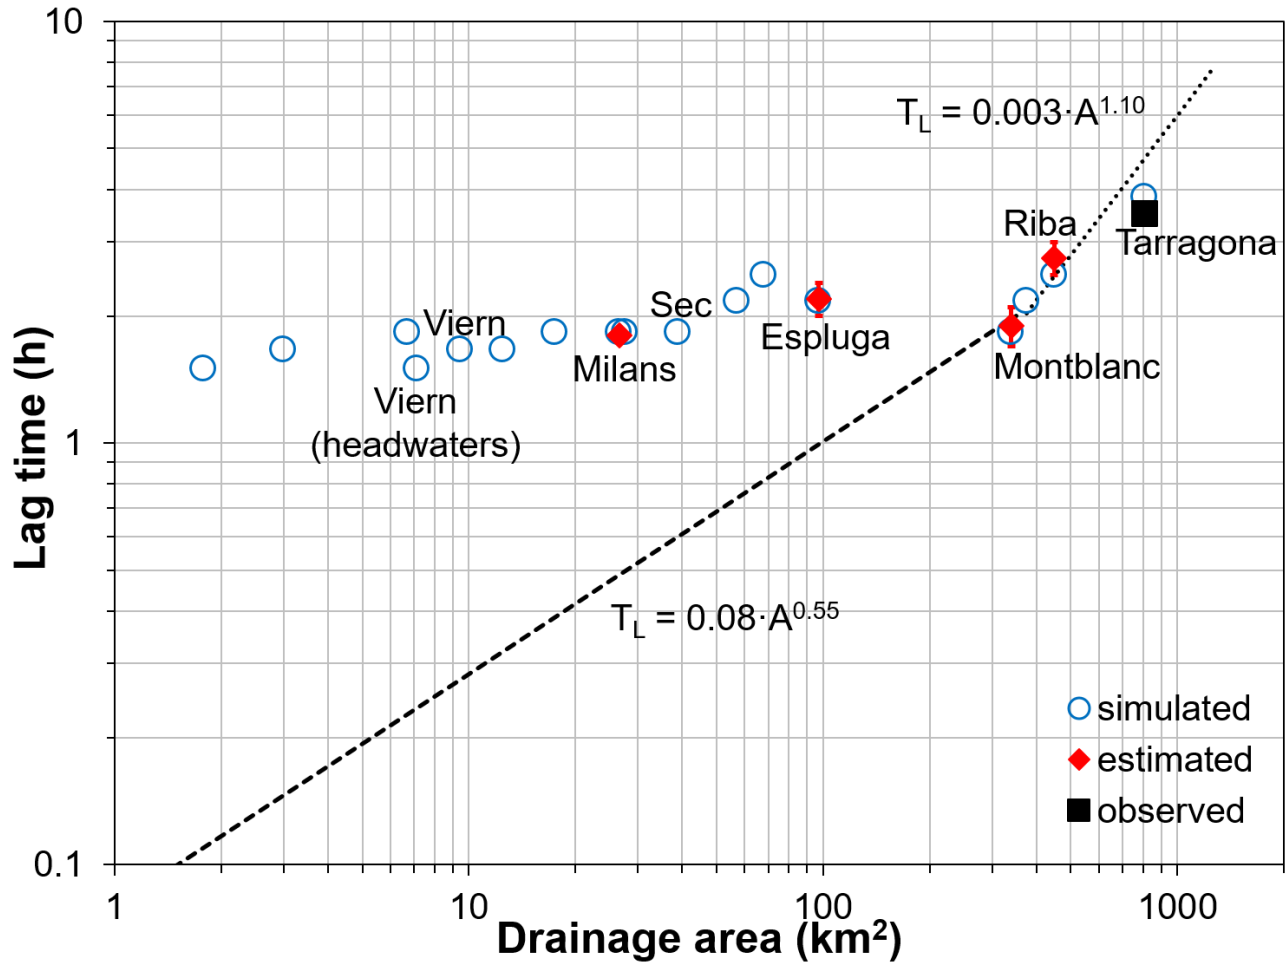 10
T_L = 0.003·A^1.10
Riba
Tarragona
Sec
Viern
Espluga
Milans
Montblanc
Viern
(headwaters)
1
Lag time (h)
T_L = 0.08·A^0.55
simulated
estimated
observed
0.1
1 10 100 1000
Drainage area (km²)